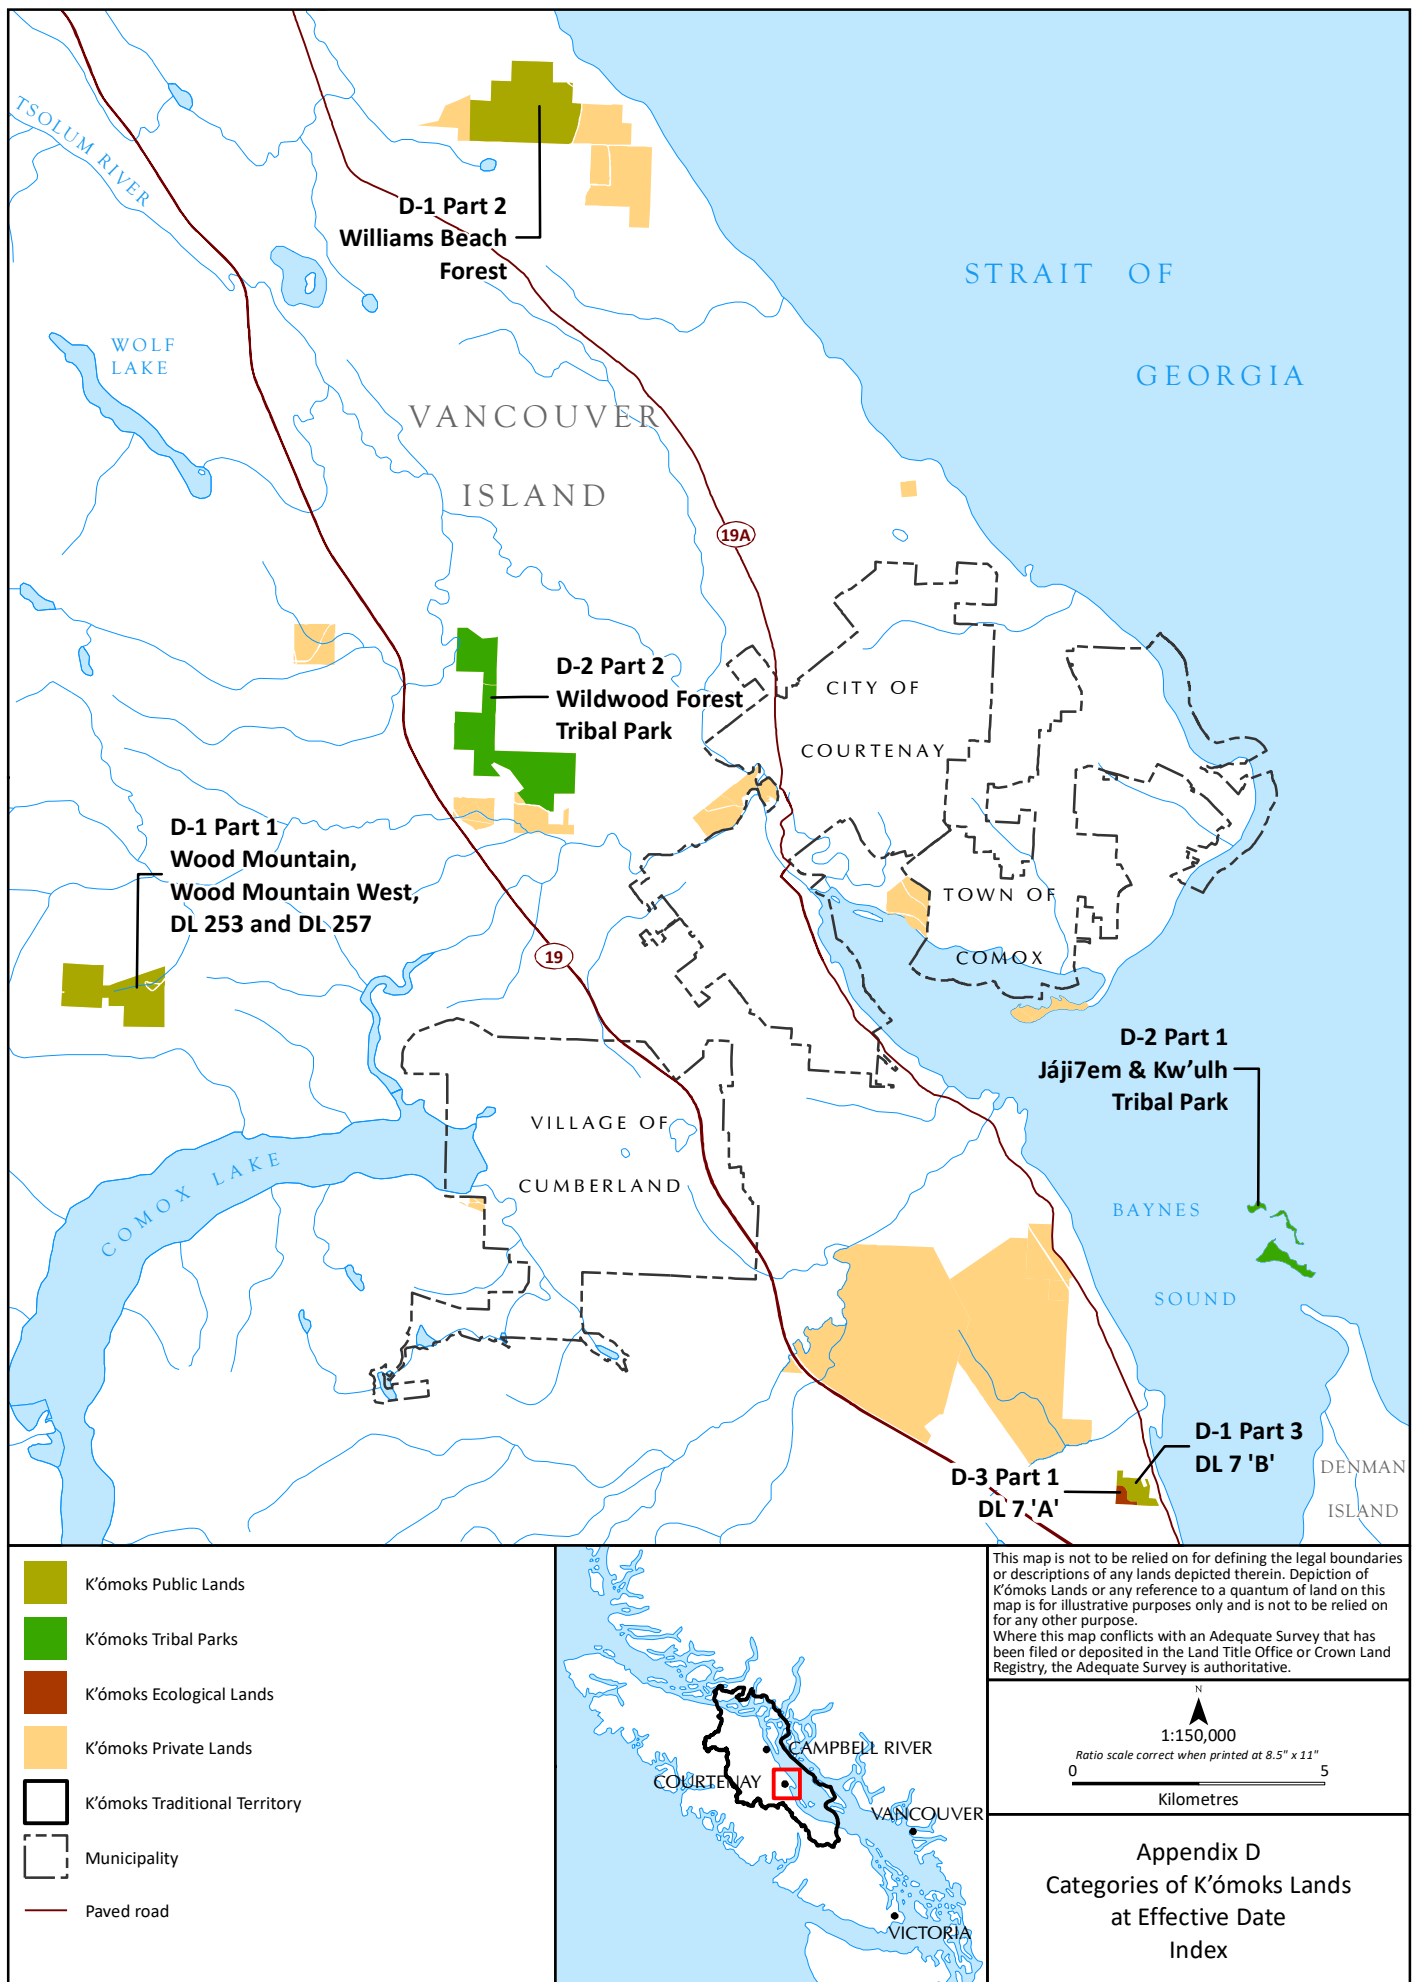 TSOLUM RIVER
D-1 Part 2
Williams Beach
Forest
STRAIT OF
GEORGIA
WOLF
LAKE
VANCOUVER
ISLAND
19A
D-2 Part 2
Wildwood Forest
Tribal Park
CITY OF
COURTENAY
D-1 Part 1
Wood Mountain,
Wood Mountain West,
DL 253 and DL 257
TOWN OF
COMOX
19
D-2 Part 1
Jáji7em & Kw'ulh
Tribal Park
VILLAGE OF
CUMBERLAND
COMOX LAKE
BAYNES
SOUND
D-1 Part 3
DL 7 'B'
D-3 Part 1
DL 7 'A'
DENMAN
ISLAND
K'ómoks Public Lands
K'ómoks Tribal Parks
K'ómoks Ecological Lands
K'ómoks Private Lands
K'ómoks Traditional Territory
Municipality
Paved road
CAMPBELL RIVER
COURTENAY
VANCOUVER
VICTORIA
This map is not to be relied on for defining the legal boundaries
or descriptions of any lands depicted therein. Depiction of
K'ómoks Lands or any reference to a quantum of land on this
map is for illustrative purposes only and is not to be relied on
for any other purpose.
Where this map conflicts with an Adequate Survey that has
been filed or deposited in the Land Title Office or Crown Land
Registry, the Adequate Survey is authoritative.
N
1:150,000
Ratio scale correct when printed at 8.5" x 11"
0 5
Kilometres
Appendix D
Categories of K'ómoks Lands
at Effective Date
Index